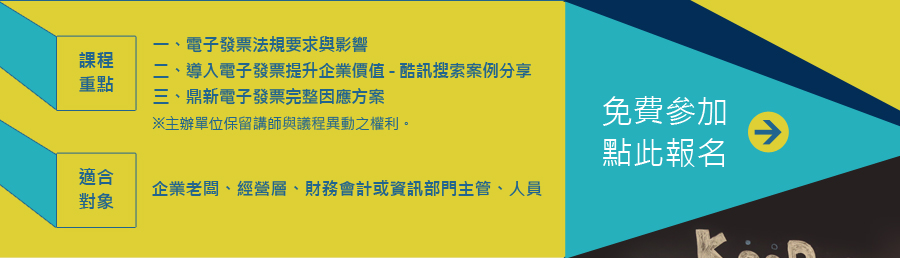 課程
重點
一、電子發票法規要求與影響
二、導入電子發票提升企業價值 - 酷訊搜索案例分享
三、鼎新電子發票完整因應方案
※主辦單位保留講師與議程異動之權利。
適合
對象
企業老闆、經營層、財務會計或資訊部門主管、人員
免費參加
點此報名